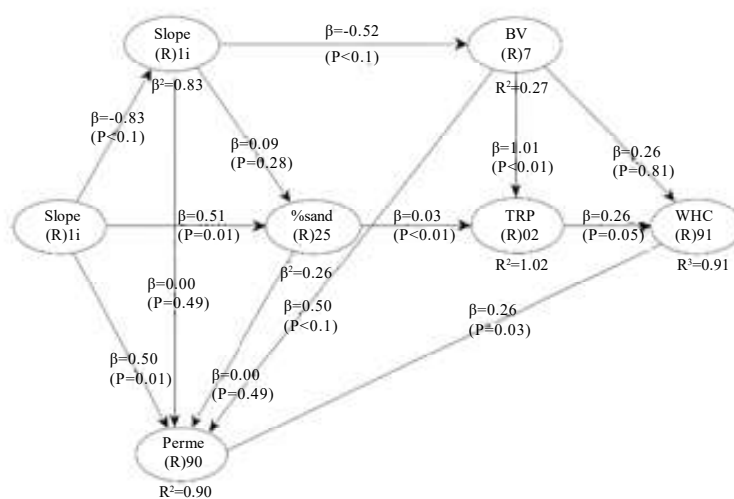 Slope
(R)1i
β²=0.83
β=-0.52
(P<0.1)
BV
(R)7
R²=0.27
β=-0.83
(P<0.1)
β=0.09
(P=0.28)
β=1.01
(P<0.01)
β=0.26
(P=0.81)
Slope
(R)1i
β=0.51
(P=0.01)
%sand
(R)25
β²=0.26
β=0.03
(P<0.01)
TRP
(R)02
R²=1.02
β=0.26
(P=0.05)
WHC
(R)91
R³=0.91
β=0.00
(P=0.49)
β=0.50
(P<0.1)
β=0.26
(P=0.03)
β=0.50
(P=0.01)
β=0.00
(P=0.49)
Perme
(R)90
R²=0.90